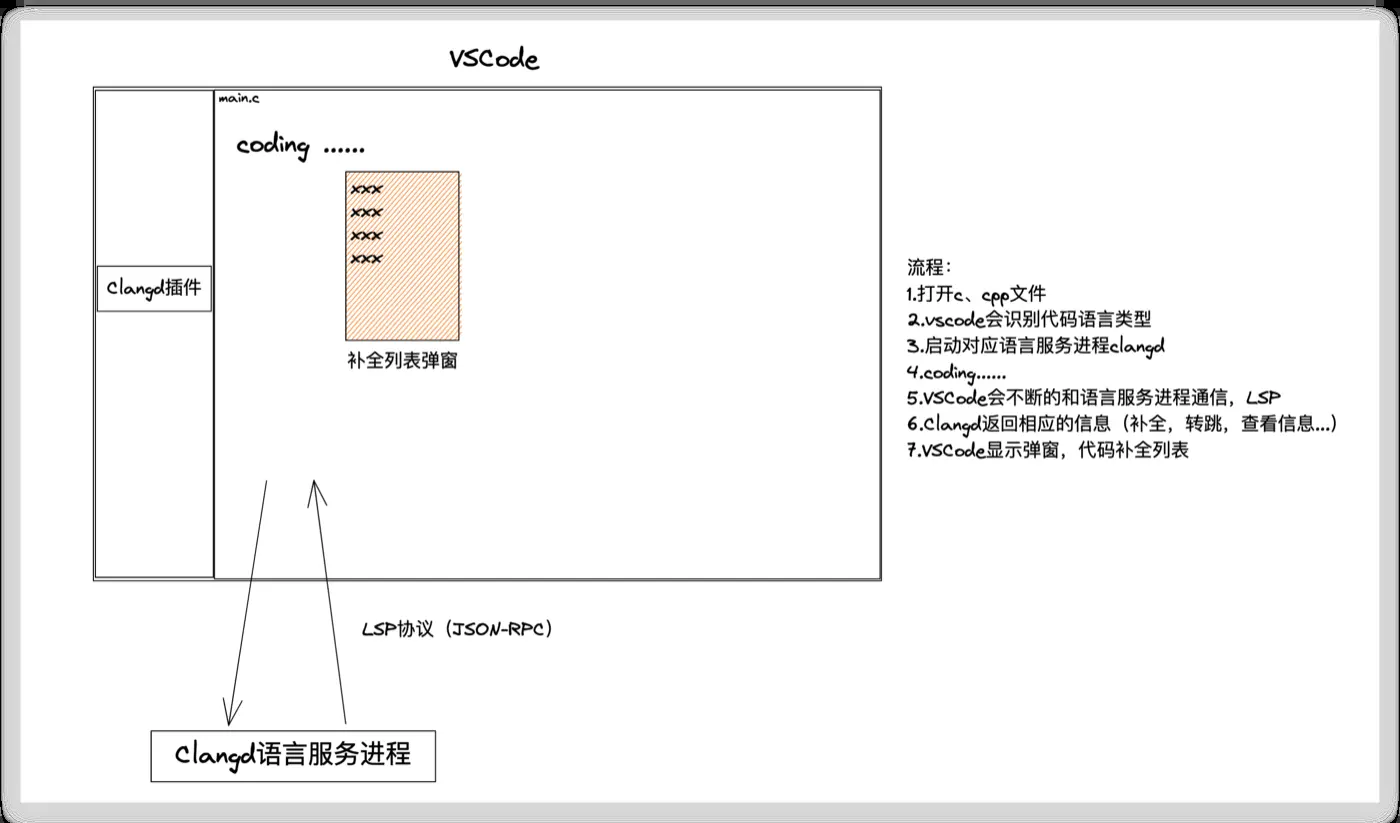 VSCode
main.c
coding ......
xxx
xxx
xxx
xxx
Clangd插件
补全列表弹窗
流程：
1.打开c、cpp文件
2.vscode会识别代码语言类型
3.启动对应语言服务进程clangd
4.coding......
5.VSCode会不断的和语言服务进程通信，LSP
6.Clangd返回相应的信息（补全，转跳，查看信息...）
7.VSCode显示弹窗，代码补全列表
LSP协议（JSON-RPC）
Clangd语言服务进程